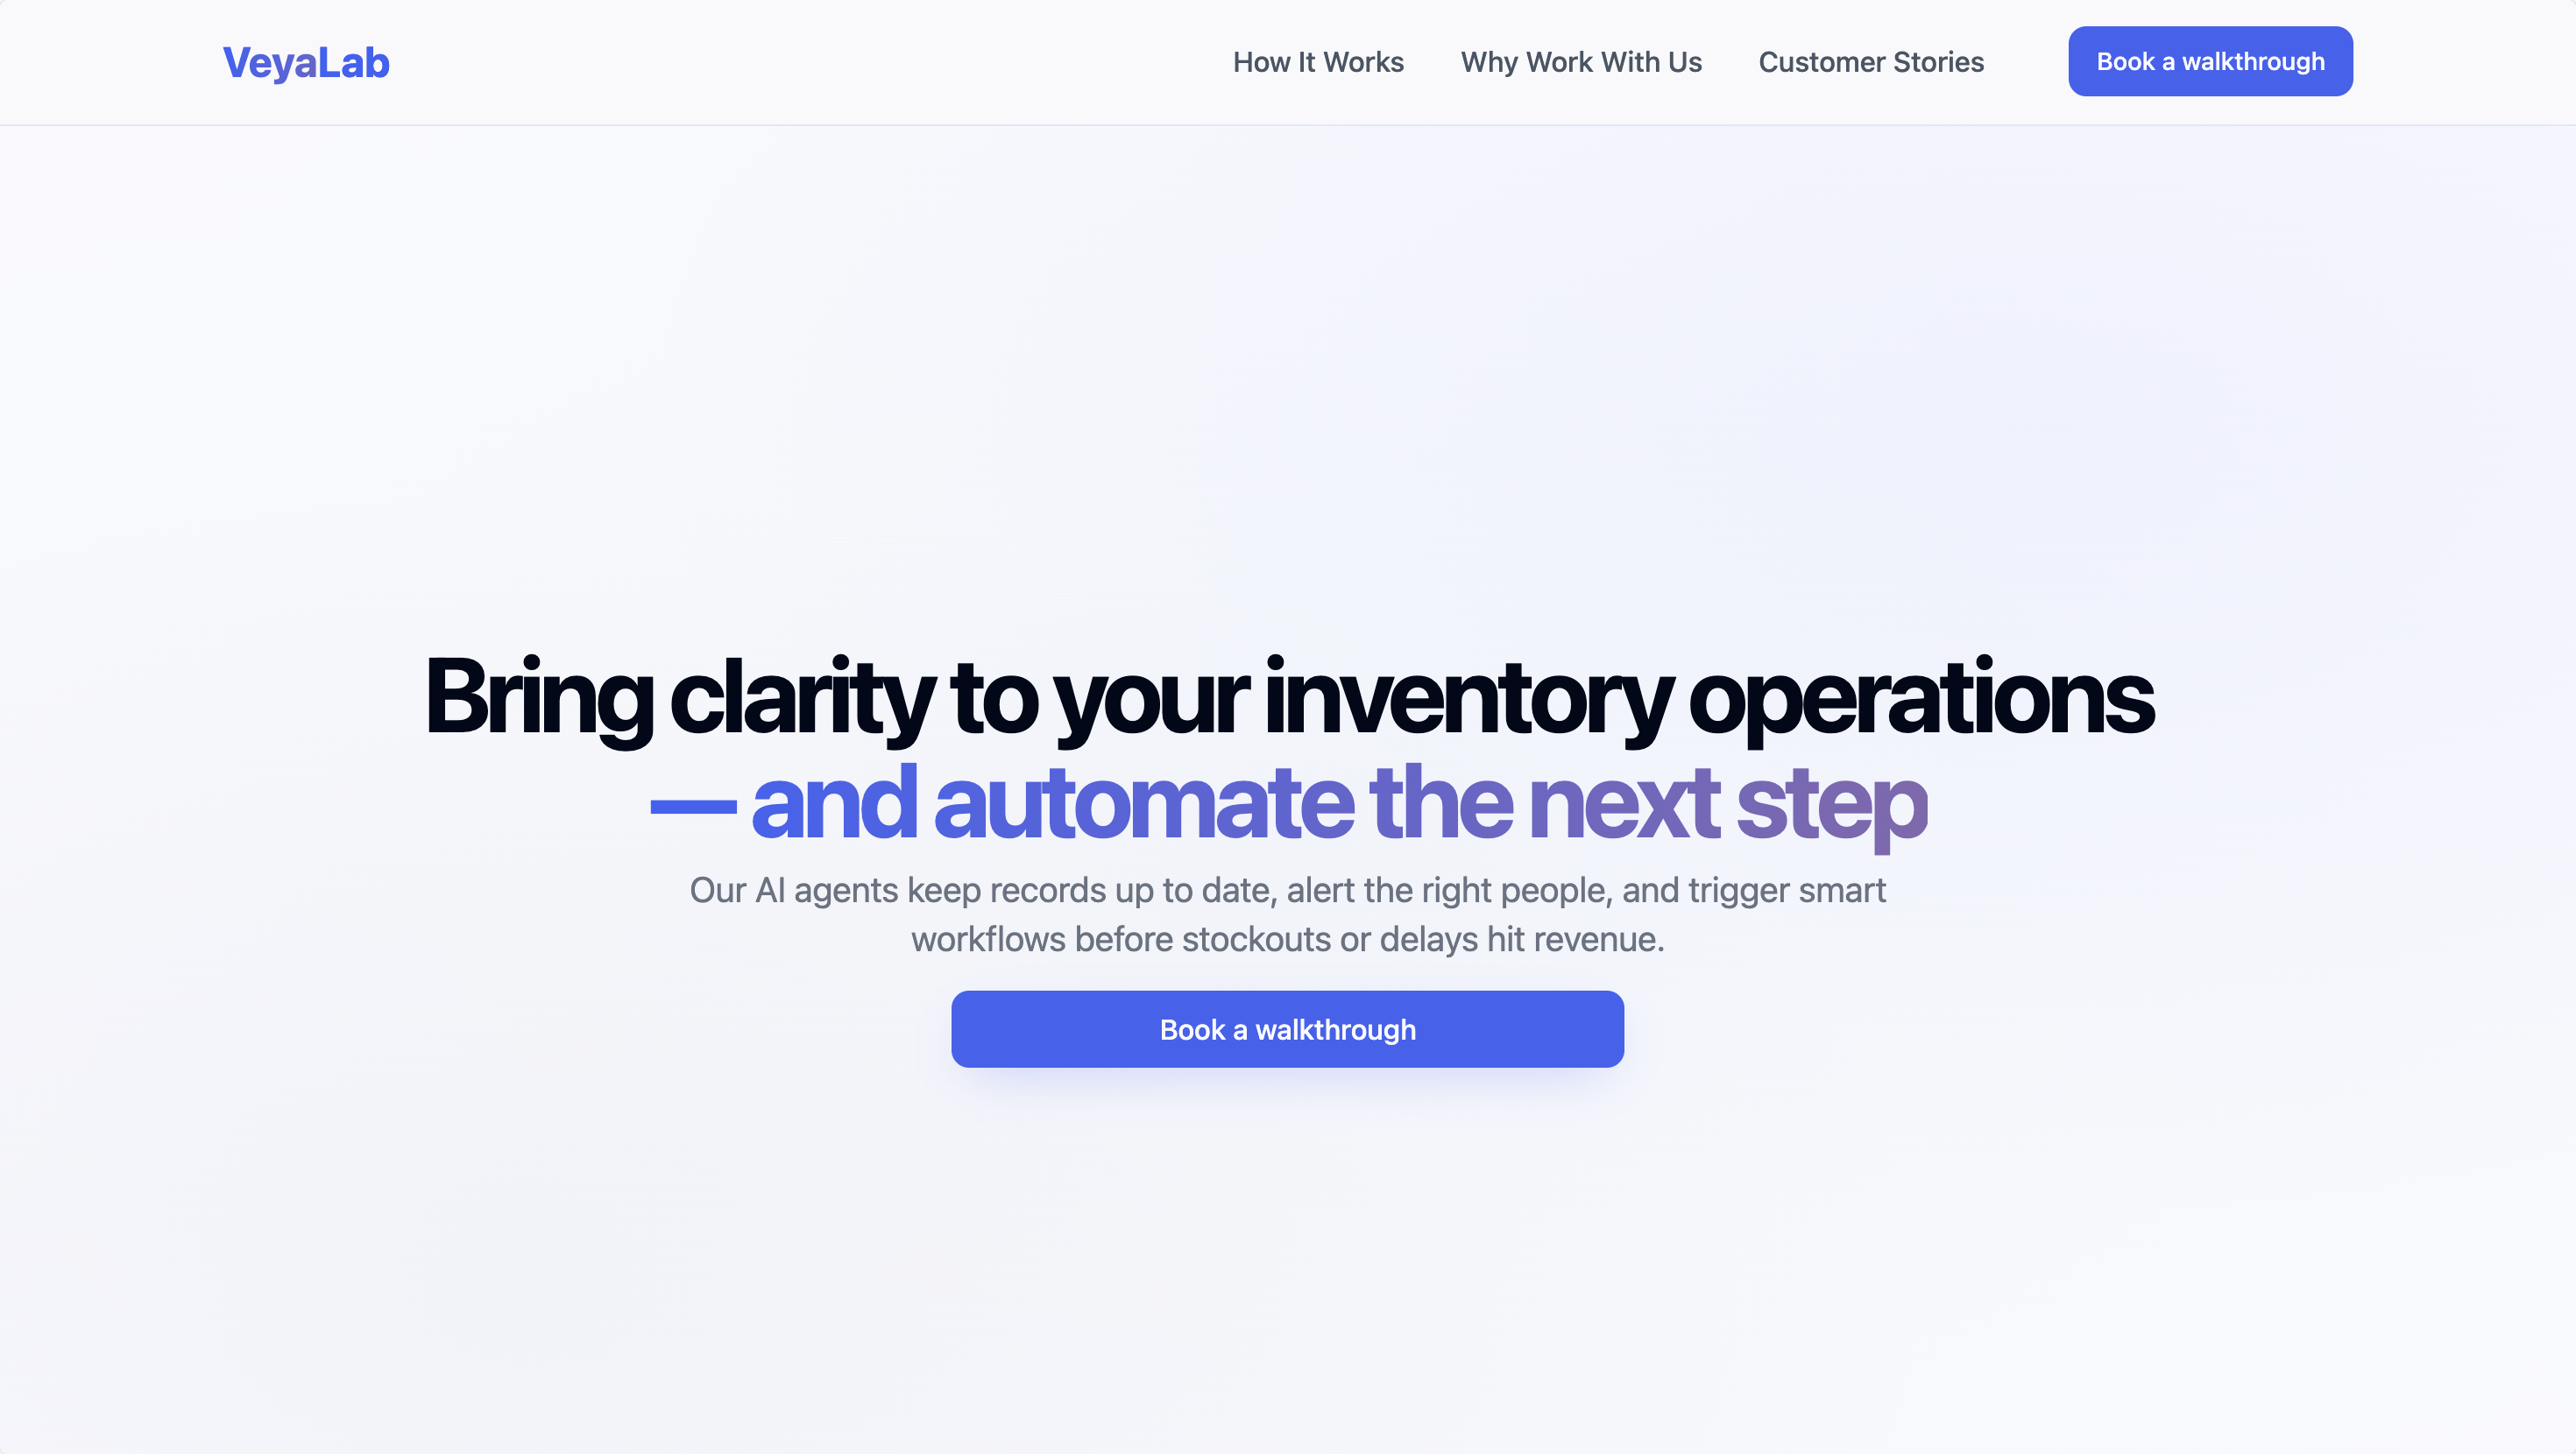 VeyaLab
How It Works
Why Work With Us
Customer Stories
Book a walkthrough
Bring clarity to your inventory operations
— and automate the next step
Our AI agents keep records up to date, alert the right people, and trigger smart
workflows before stockouts or delays hit revenue.
Book a walkthrough